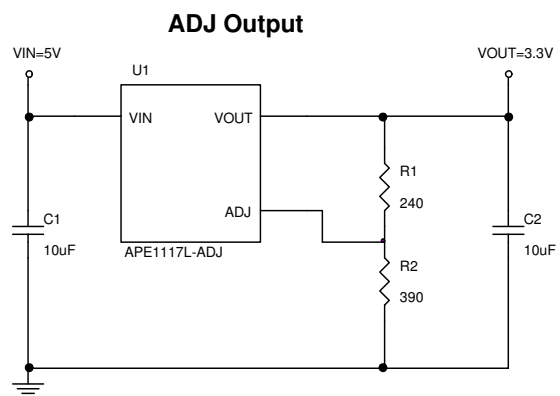 ADJ Output
VIN=5V
VOUT=3.3V
U1
VIN
VOUT
ADJ
APE1117L-ADJ
R1
240
R2
390
C1
10uF
C2
10uF